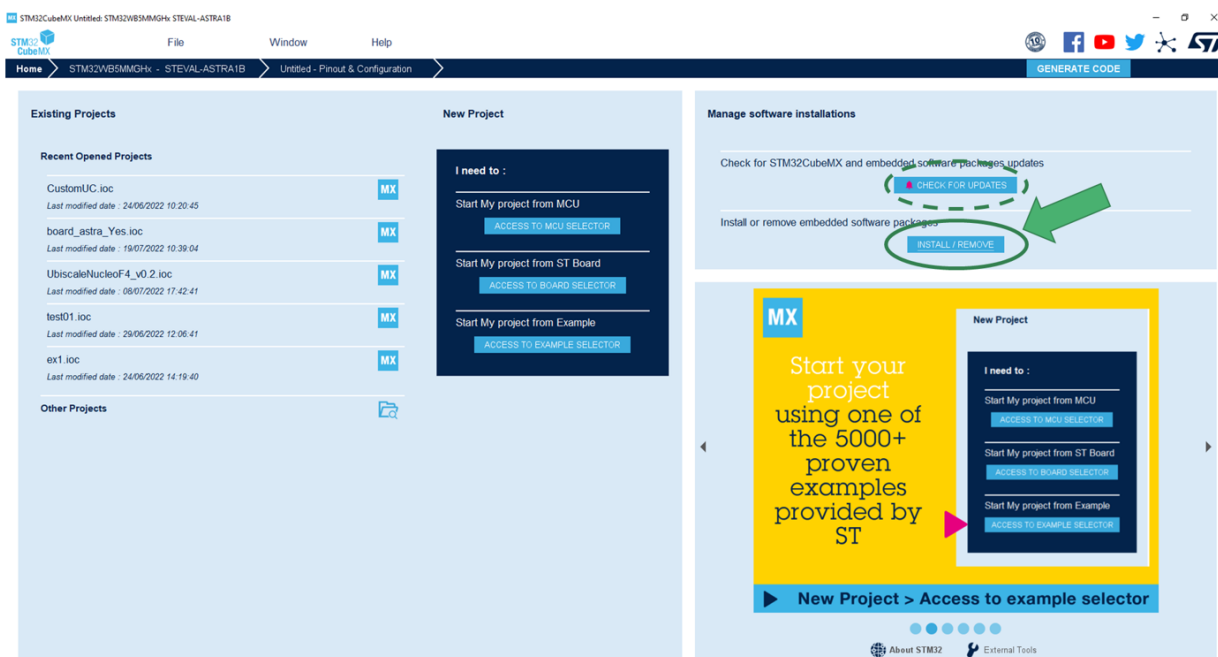 MX STM32CubeMX Untitled: STM32WB5MMGHx STEVAL-ASTRA1B
STM32
CubeMX
File Window Help
Home STM32WB5MMGHx - STEVAL-ASTRA1B Untitled - Pinout & Configuration GENERATE CODE
Existing Projects
Recent Opened Projects
CustomUC.ioc MX
Last modified date : 24/06/2022 10:20:45
board_astra_Yes.ioc MX
Last modified date : 19/07/2022 10:39:04
UbiscaleNucleoF4_v0.2.ioc MX
Last modified date : 08/07/2022 17:42:41
test01.ioc MX
Last modified date : 29/06/2022 12:06:41
ex1.ioc MX
Last modified date : 24/06/2022 14:19:40
Other Projects
New Project
I need to :
Start My project from MCU
ACCESS TO MCU SELECTOR
Start My project from ST Board
ACCESS TO BOARD SELECTOR
Start My project from Example
ACCESS TO EXAMPLE SELECTOR
Manage software installations
Check for STM32CubeMX and embedded software packages updates
CHECK FOR UPDATES
Install or remove embedded software packages
INSTALL / REMOVE
MX
Start your
project
using one of
the 5000+
proven
examples
provided by
ST
New Project
I need to :
Start My project from MCU
ACCESS TO MCU SELECTOR
Start My project from ST Board
ACCESS TO BOARD SELECTOR
Start My project from Example
ACCESS TO EXAMPLE SELECTOR
New Project > Access to example selector
About STM32 External Tools